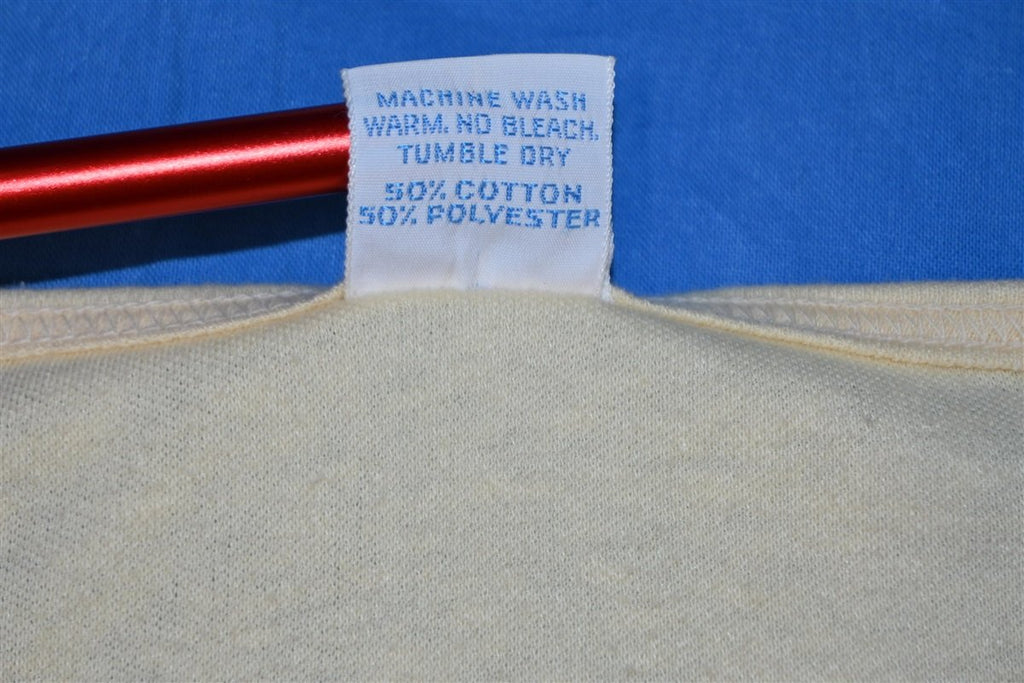 MACHINE WASH
WARM. NO BLEACH.
TUMBLE DRY
50% COTTON
50% POLYESTER